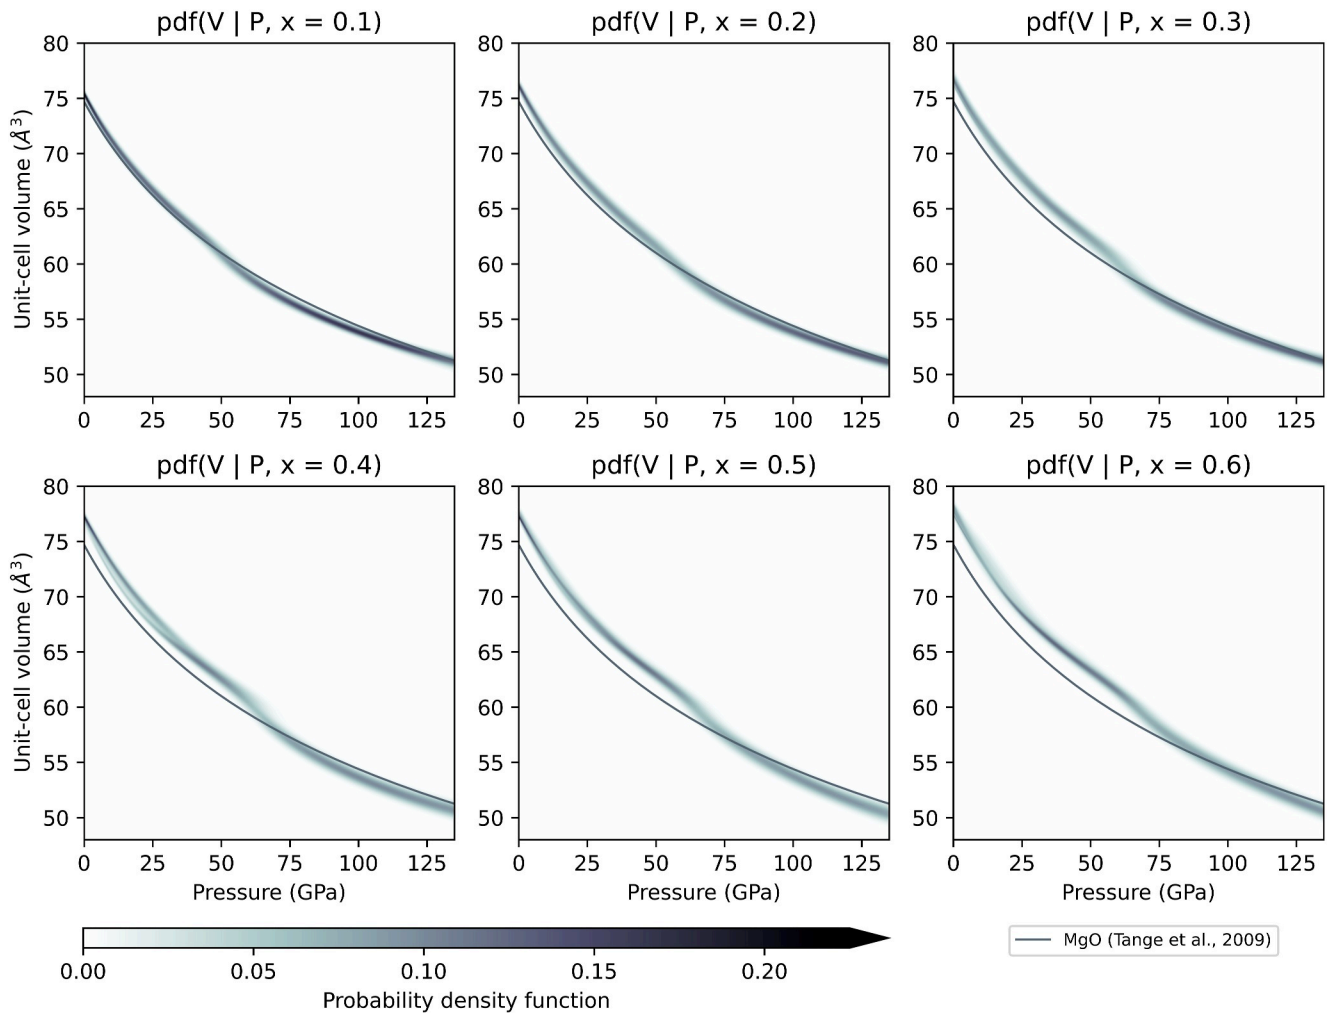 pdf(V | P, x = 0.1)
pdf(V | P, x = 0.2)
pdf(V | P, x = 0.3)
Unit-cell volume (Å³)
80
75
70
65
60
55
50
0 25 50 75 100 125
80
75
70
65
60
55
50
0 25 50 75 100 125
80
75
70
65
60
55
50
0 25 50 75 100 125
pdf(V | P, x = 0.4)
pdf(V | P, x = 0.5)
pdf(V | P, x = 0.6)
Unit-cell volume (Å³)
80
75
70
65
60
55
50
0 25 50 75 100 125
Pressure (GPa)
80
75
70
65
60
55
50
0 25 50 75 100 125
Pressure (GPa)
80
75
70
65
60
55
50
0 25 50 75 100 125
Pressure (GPa)
0.00 0.05 0.10 0.15 0.20
Probability density function
MgO (Tange et al., 2009)